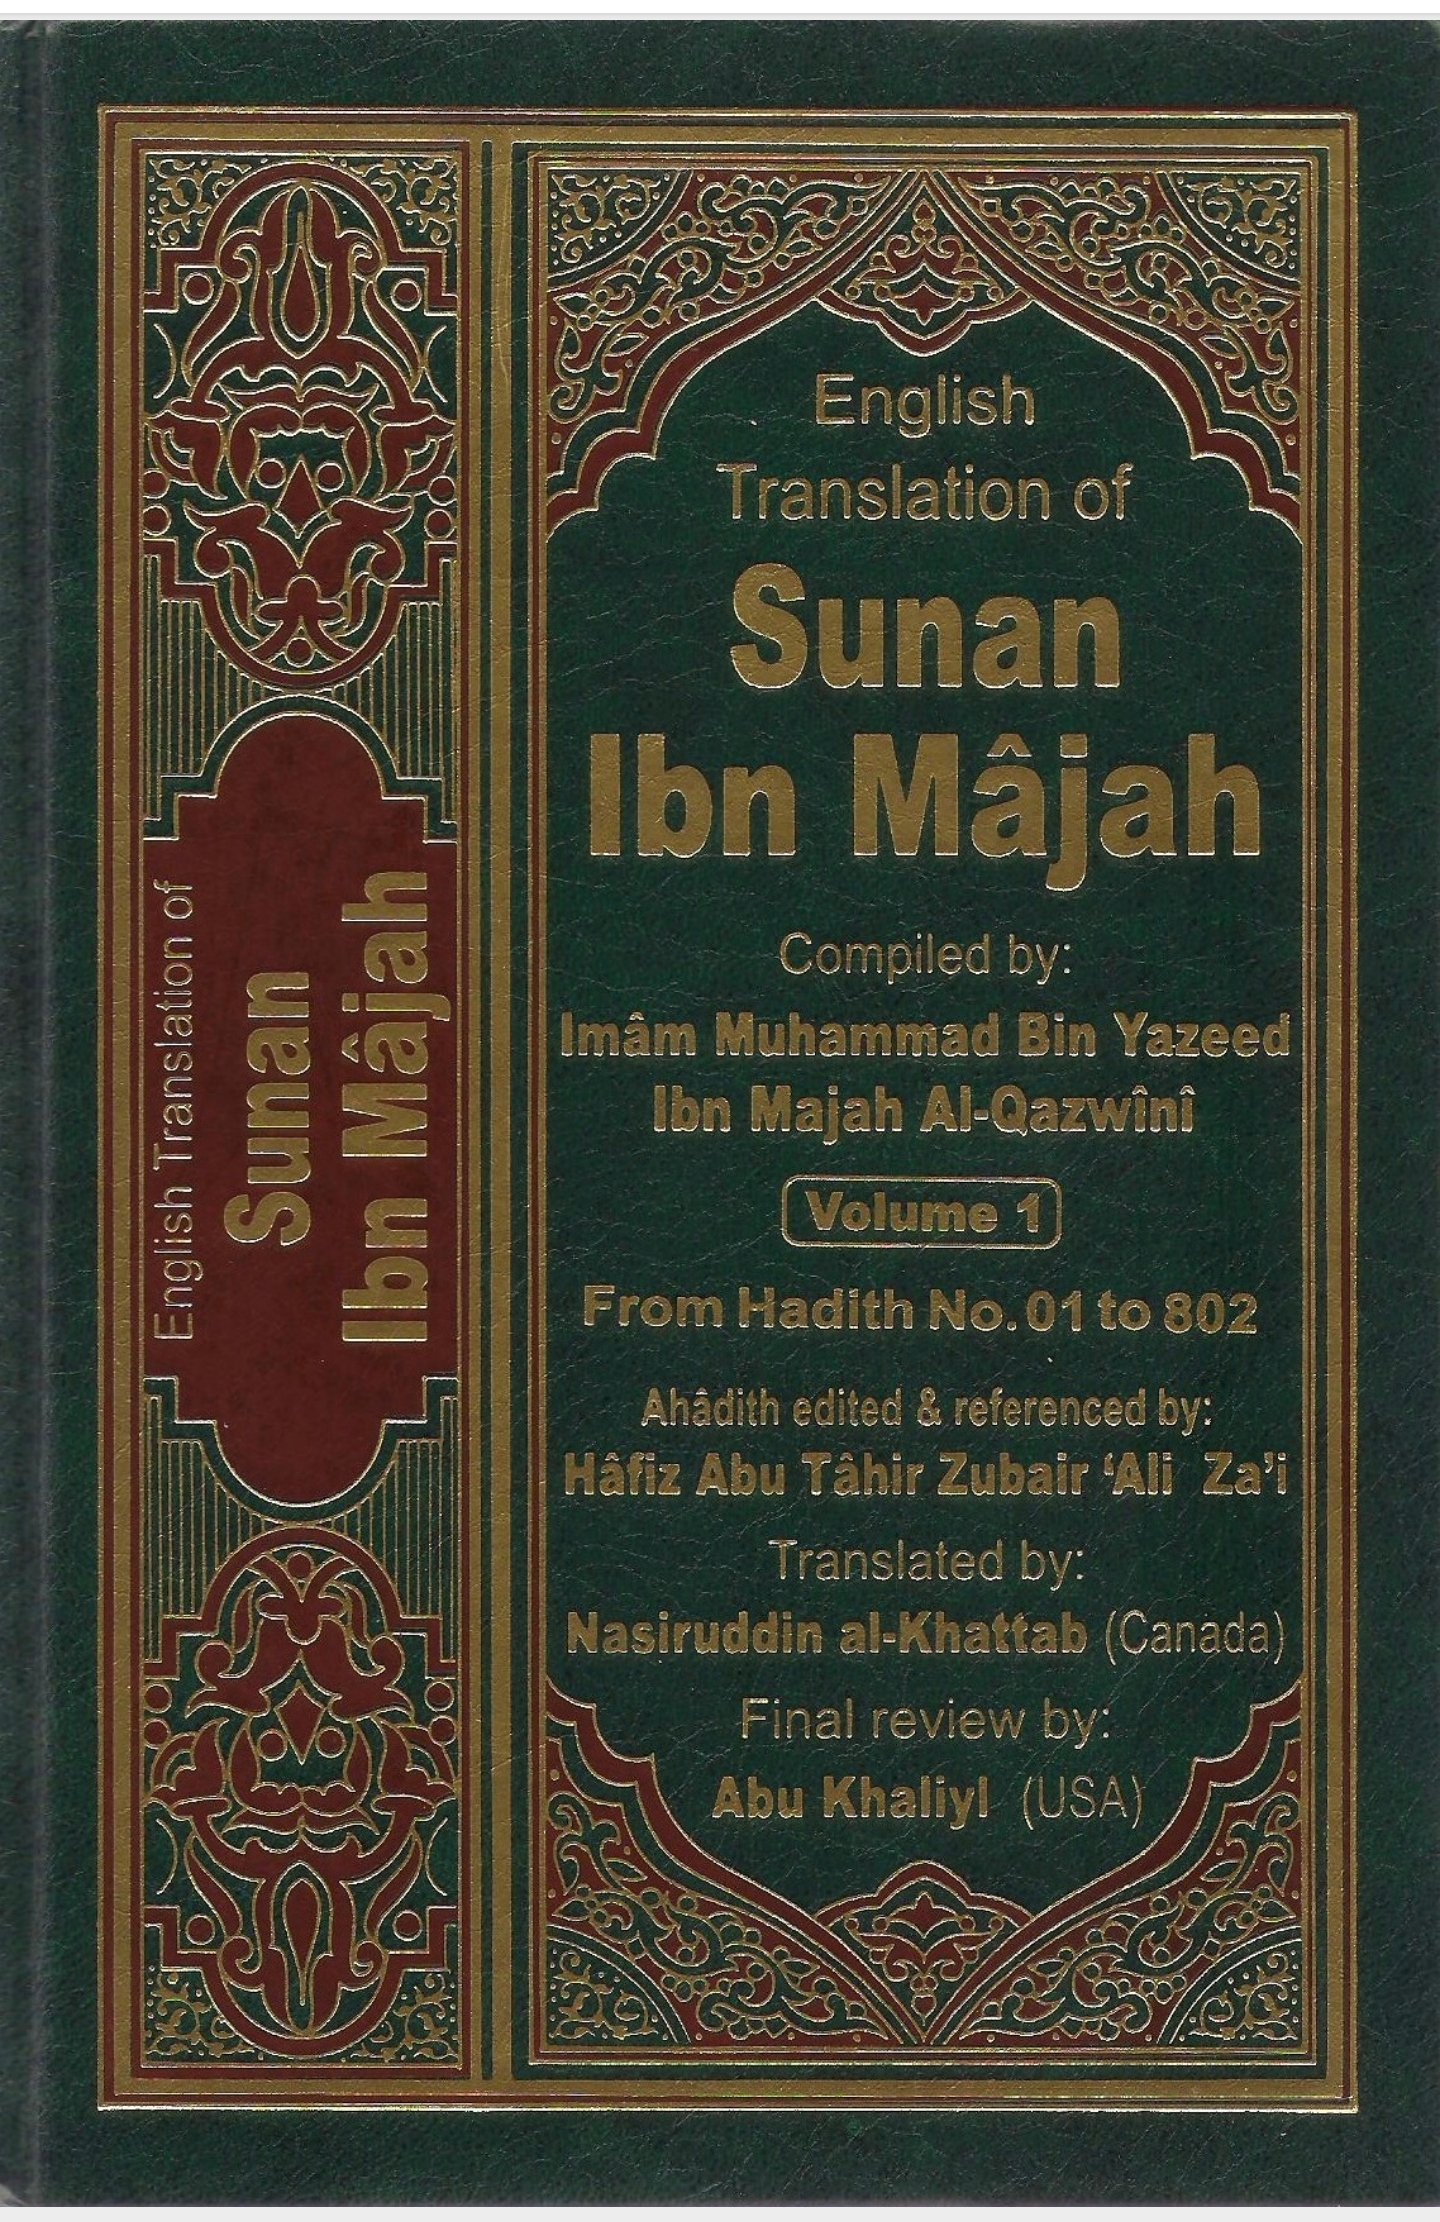 English Translation of
Sunan
Ibn Mâjah
English
Translation of
Sunan
Ibn Mâjah
Compiled by:
Imâm Muhammad Bin Yazeed
Ibn Majah Al-Qazwînî
Volume 1
From Hadith No. 01 to 802
Ahâdith edited & referenced by:
Hâfiz Abu Tâhir Zubair ‘Ali Za’i
Translated by:
Nasiruddin al-Khattab (Canada)
Final review by:
Abu Khaliyl (USA)